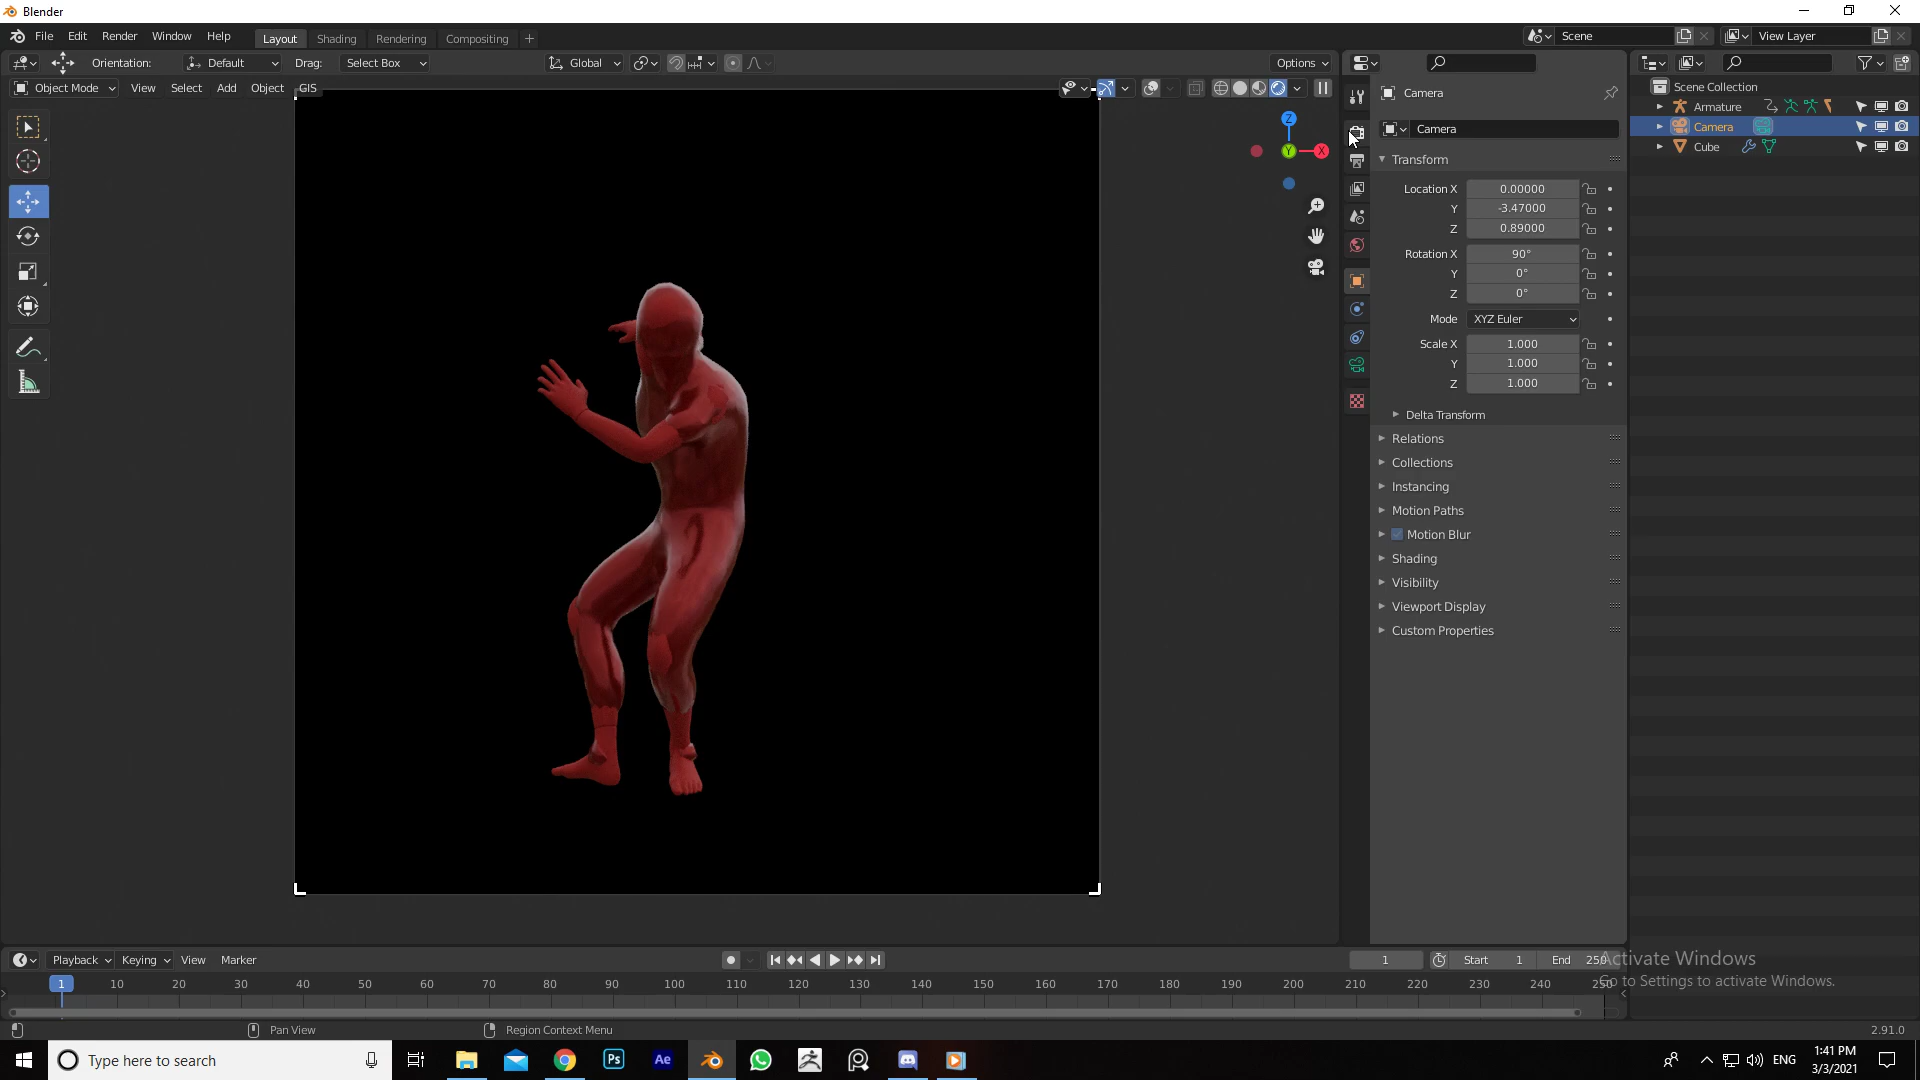 Blender
File Edit Render Window Help Layout Shading Rendering Compositing + Scene View Layer
Orientation: Default Drag: Select Box Global Options
Object Mode View Select Add Object GIS
Z
Y
X
Camera
Camera
Transform
Location X 0.00000
Y -3.47000
Z 0.89000
Rotation X 90°
Y 0°
Z 0°
Mode XYZ Euler
Scale X 1.000
Y 1.000
Z 1.000
Delta Transform
Relations
Collections
Instancing
Motion Paths
Motion Blur
Shading
Visibility
Viewport Display
Custom Properties
Scene Collection
Armature
Camera
Cube
Playback Keying View Marker 1 Start 1 End 250
1 10 20 30 40 50 60 70 80 90 100 110 120 130 140 150 160 170 180 190 200 210 220 230 240 250
Activate Windows
Go to Settings to activate Windows.
Pan View Region Context Menu 2.91.0
Type here to search
Ps
Ae
ENG
1:41 PM
3/3/2021